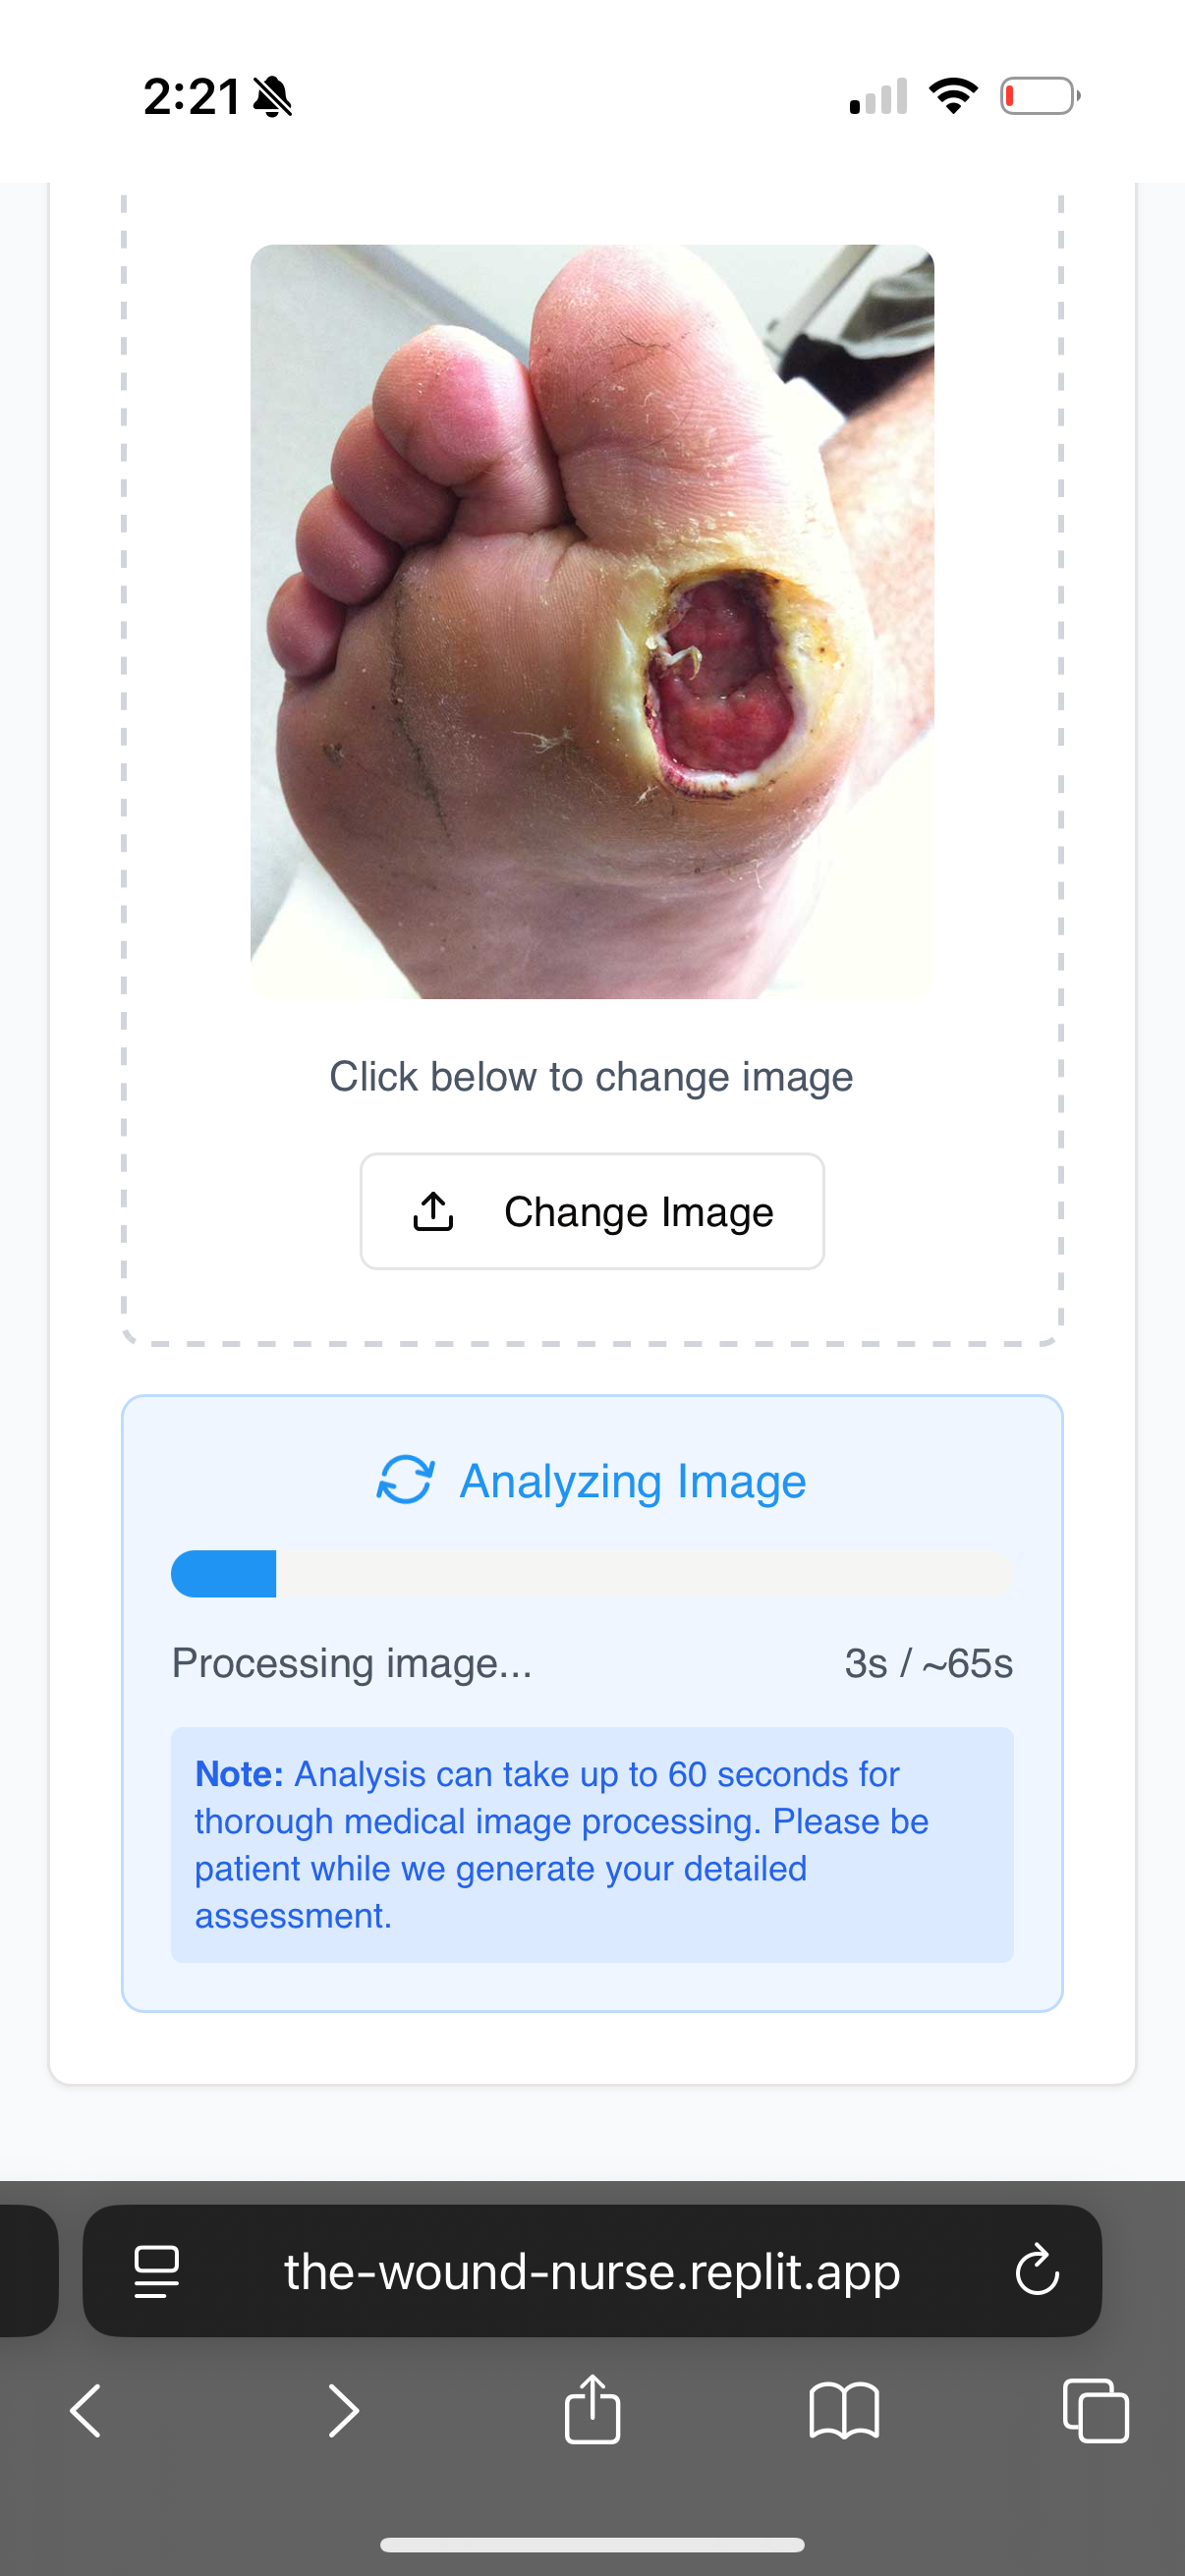 2:21
Click below to change image
Change Image
Analyzing Image
Processing image...
3s / ~65s
Note: Analysis can take up to 60 seconds for
thorough medical image processing. Please be
patient while we generate your detailed
assessment.
the-wound-nurse.replit.app